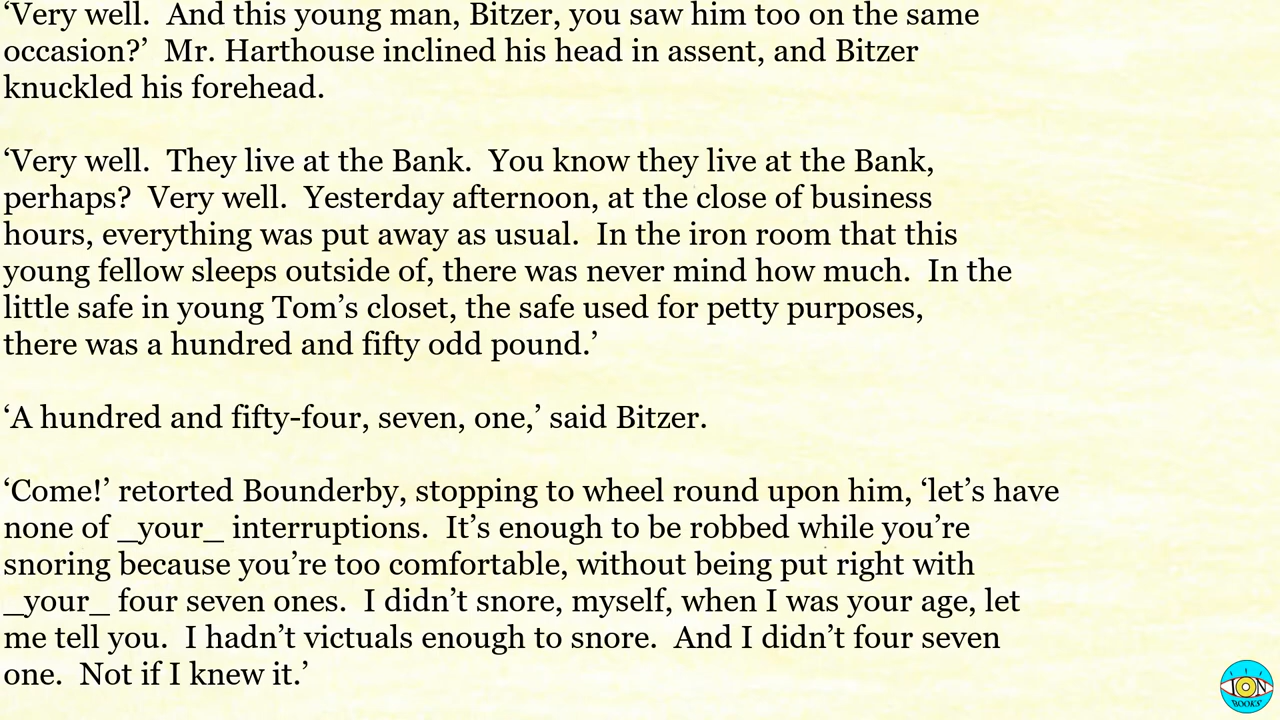 ‘Very well.  And this young man, Bitzer, you saw him too on the same
occasion?’  Mr. Harthouse inclined his head in assent, and Bitzer
knuckled his forehead.
‘Very well.  They live at the Bank.  You know they live at the Bank,
perhaps?  Very well.  Yesterday afternoon, at the close of business
hours, everything was put away as usual.  In the iron room that this
young fellow sleeps outside of, there was never mind how much.  In the
little safe in young Tom’s closet, the safe used for petty purposes,
there was a hundred and fifty odd pound.’
‘A hundred and fifty-four, seven, one,’ said Bitzer.
‘Come!’ retorted Bounderby, stopping to wheel round upon him, ‘let’s have
none of _your_ interruptions.  It’s enough to be robbed while you’re
snoring because you’re too comfortable, without being put right with
_your_ four seven ones.  I didn’t snore, myself, when I was your age, let
me tell you.  I hadn’t victuals enough to snore.  And I didn’t four seven
one.  Not if I knew it.’
ION
BOOKS